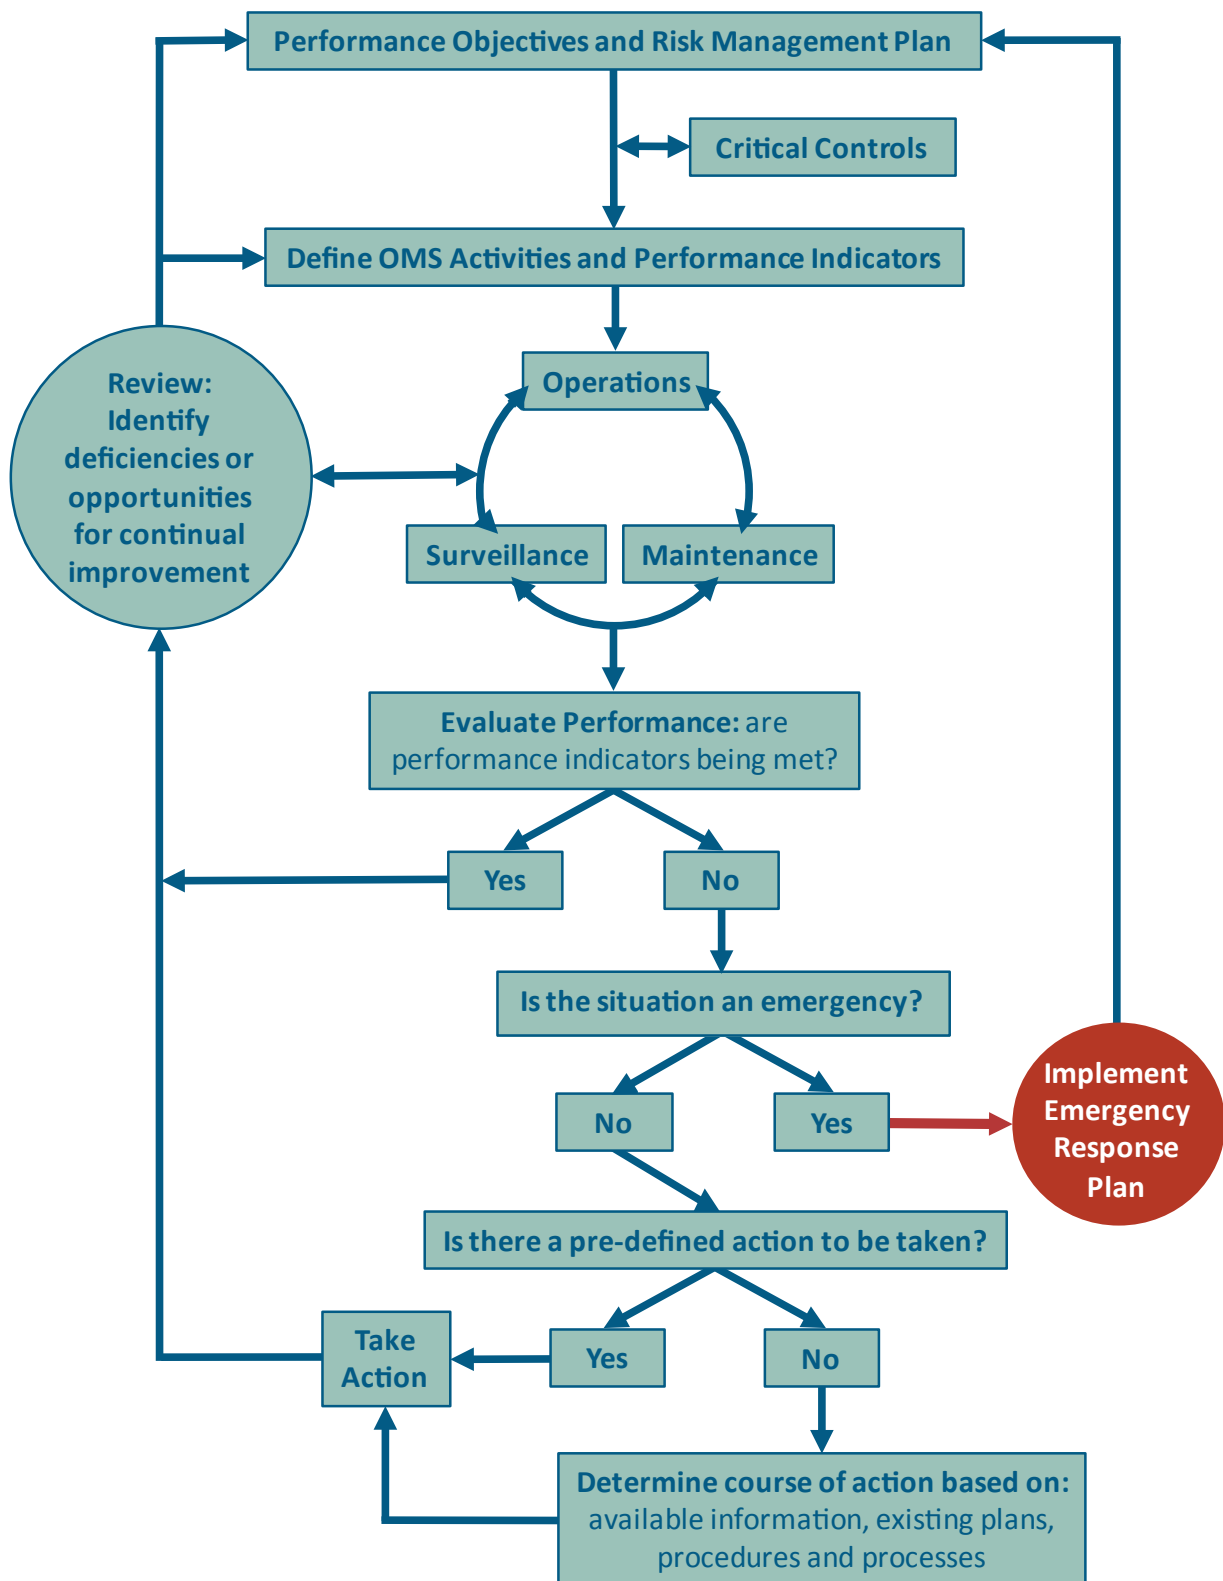 Performance Objectives and Risk Management Plan
Critical Controls
Define OMS Activities and Performance Indicators
Operations
Review:
Identify
deficiencies or
opportunities
for continual
improvement
Surveillance
Maintenance
Evaluate Performance: are
performance indicators being met?
Yes
No
Is the situation an emergency?
No
Yes
Implement
Emergency
Response
Plan
Is there a pre-defined action to be taken?
Take
Action
Yes
No
Determine course of action based on:
available information, existing plans,
procedures and processes